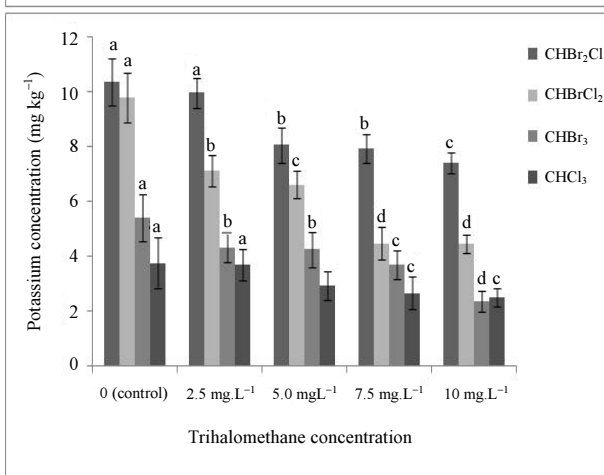 12
10
8
6
4
2
0
Potassium concentration (mg kg⁻¹)
a a a a
a b b a
b c b
b d c c
c d d c
0 (control) 2.5 mg.L⁻¹ 5.0 mgL⁻¹ 7.5 mg.L⁻¹ 10 mg.L⁻¹
Trihalomethane concentration
CHBr₂Cl
CHBrCl₂
CHBr₃
CHCl₃